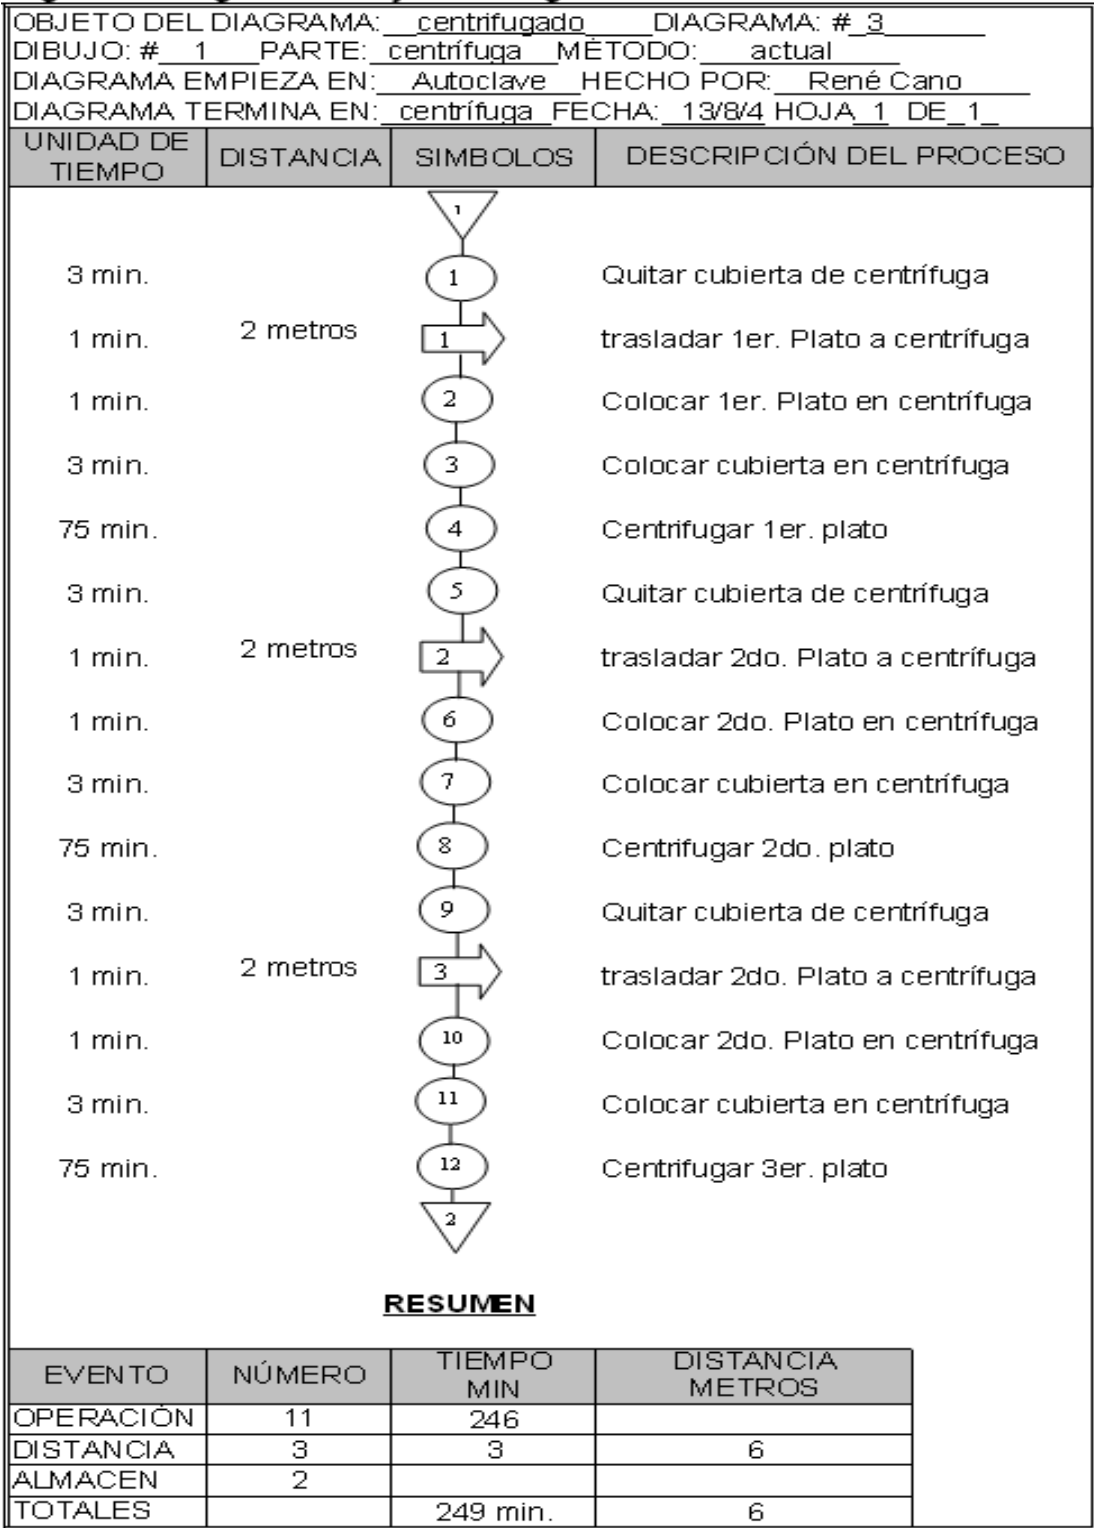 OBJETO DEL DIAGRAMA: centrifugado DIAGRAMA: # 3
DIBUJO: # 1 PARTE: centrífuga MÉTODO: actual
DIAGRAMA EMPIEZA EN: Autoclave HECHO POR: René Cano
DIAGRAMA TERMINA EN: centrífuga FECHA: 13/8/4 HOJA 1 DE 1
UNIDAD DE TIEMPO DISTANCIA SIMBOLOS DESCRIPCIÓN DEL PROCESO
1
3 min. 1 Quitar cubierta de centrífuga
1 min. 2 metros 1 trasladar 1er. Plato a centrífuga
1 min. 2 Colocar 1er. Plato en centrífuga
3 min. 3 Colocar cubierta en centrífuga
75 min. 4 Centrifugar 1er. plato
3 min. 5 Quitar cubierta de centrífuga
1 min. 2 metros 2 trasladar 2do. Plato a centrífuga
1 min. 6 Colocar 2do. Plato en centrífuga
3 min. 7 Colocar cubierta en centrífuga
75 min. 8 Centrifugar 2do. plato
3 min. 9 Quitar cubierta de centrífuga
1 min. 2 metros 3 trasladar 2do. Plato a centrífuga
1 min. 10 Colocar 2do. Plato en centrífuga
3 min. 11 Colocar cubierta en centrífuga
75 min. 12 Centrifugar 3er. plato
2
RESUMEN
EVENTO NÚMERO TIEMPO MIN DISTANCIA METROS
OPERACIÓN 11 246
DISTANCIA 3 3 6
ALMACEN 2
TOTALES 249 min. 6